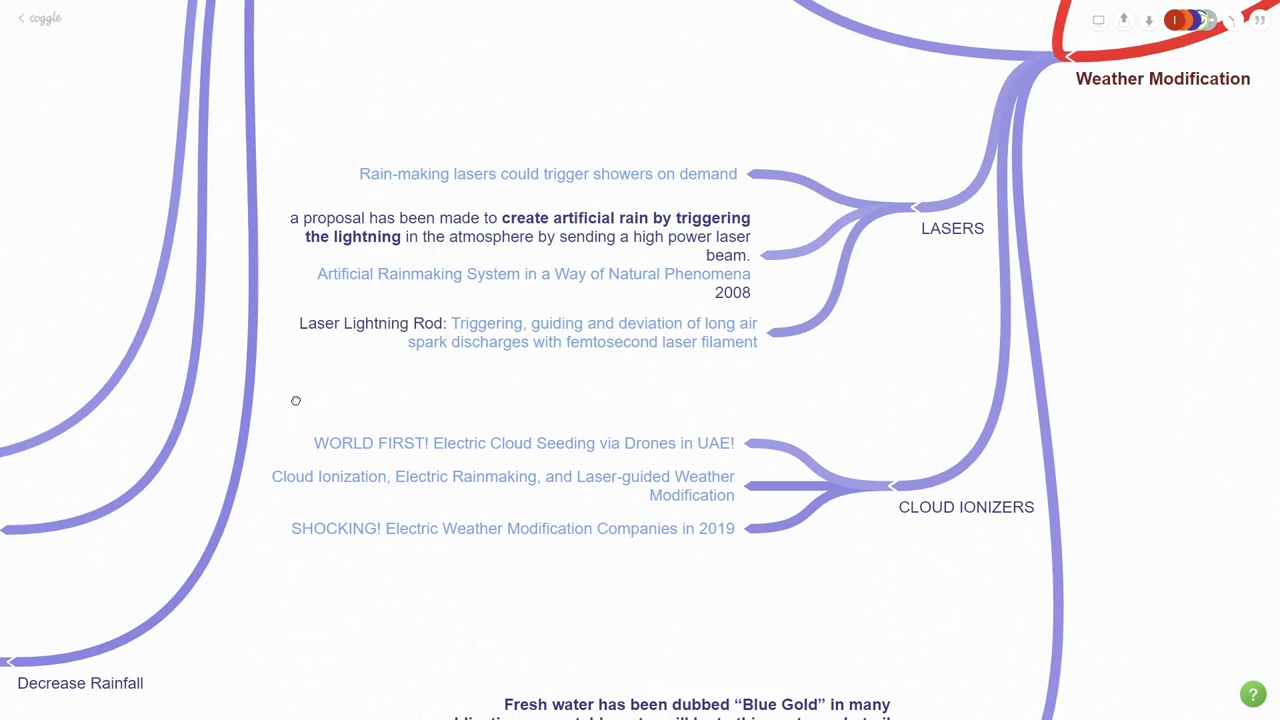 coggle
Weather Modification
Rain-making lasers could trigger showers on demand
a proposal has been made to create artificial rain by triggering
the lightning in the atmosphere by sending a high power laser
beam.
Artificial Rainmaking System in a Way of Natural Phenomena
2008
LASERS
Laser Lightning Rod: Triggering, guiding and deviation of long air
spark discharges with femtosecond laser filament
WORLD FIRST! Electric Cloud Seeding via Drones in UAE!
Cloud Ionization, Electric Rainmaking, and Laser-guided Weather
Modification
SHOCKING! Electric Weather Modification Companies in 2019
CLOUD IONIZERS
Decrease Rainfall
Fresh water has been dubbed “Blue Gold” in many